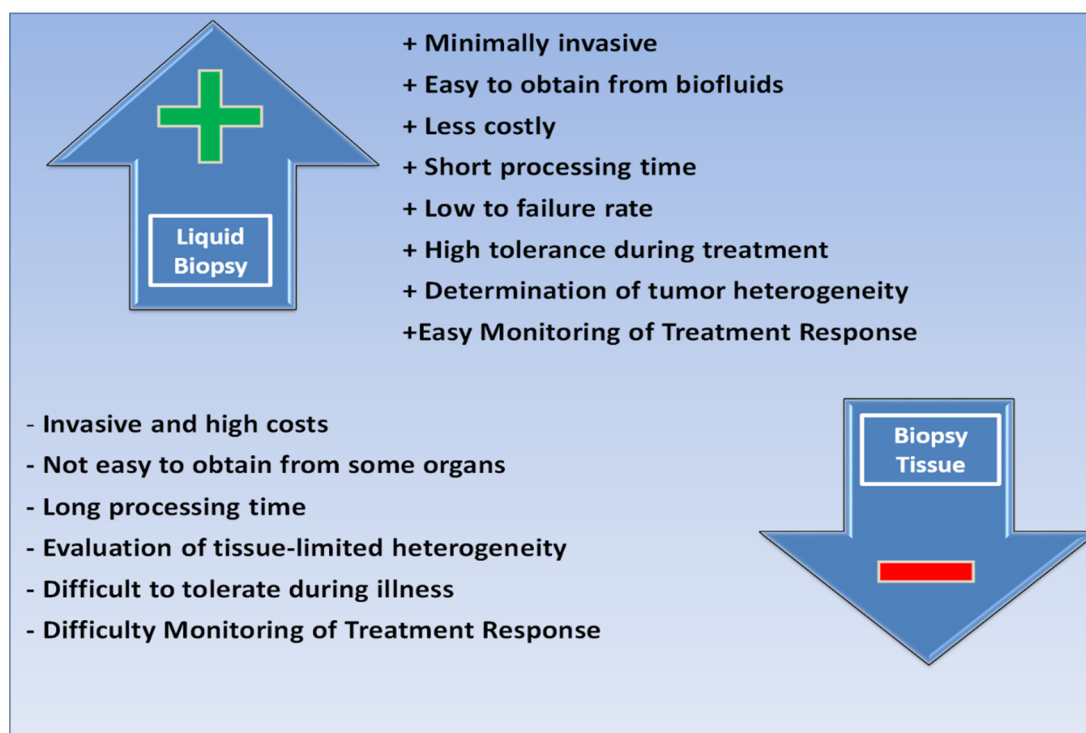 Liquid
Biopsy
+ Minimally invasive
+ Easy to obtain from biofluids
+ Less costly
+ Short processing time
+ Low to failure rate
+ High tolerance during treatment
+ Determination of tumor heterogeneity
+Easy Monitoring of Treatment Response
- Invasive and high costs
- Not easy to obtain from some organs
- Long processing time
- Evaluation of tissue-limited heterogeneity
- Difficult to tolerate during illness
- Difficulty Monitoring of Treatment Response
Biopsy
Tissue